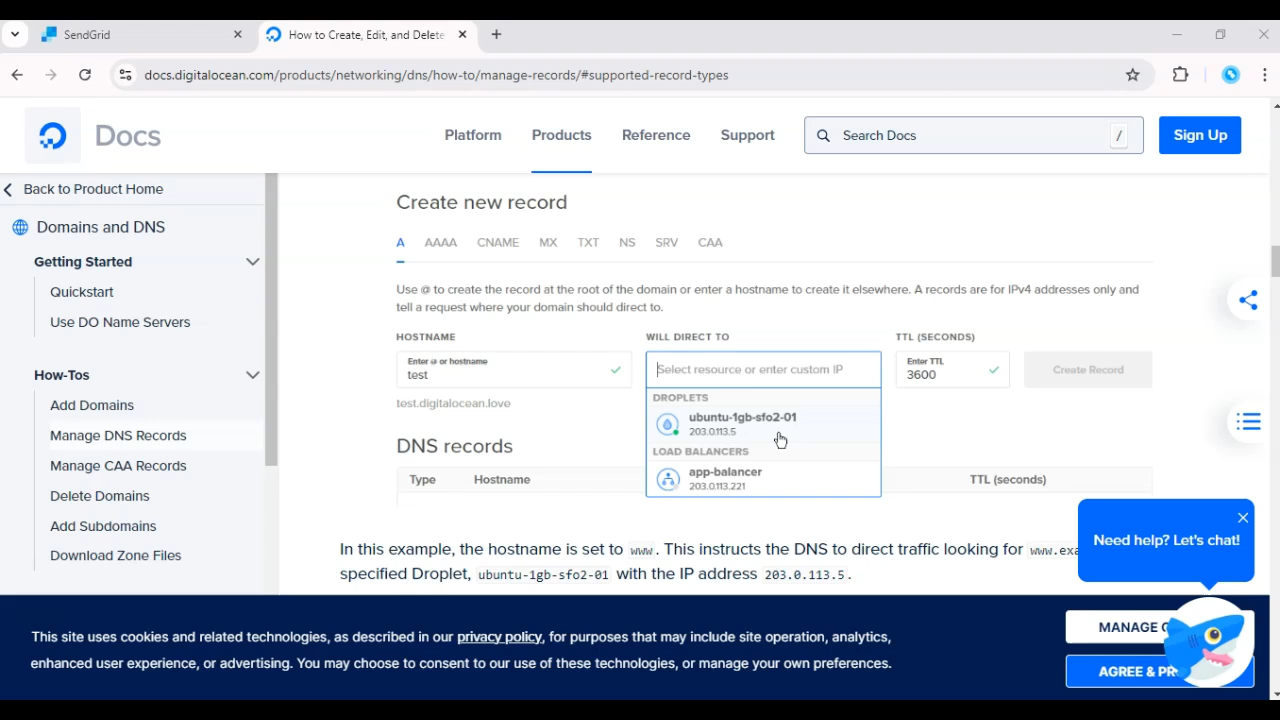 SendGrid
How to Create, Edit, and Delete
docs.digitalocean.com/products/networking/dns/how-to/manage-records/#supported-record-types
Docs
Platform
Products
Reference
Support
Search Docs
/
Sign Up
Back to Product Home
Domains and DNS
Getting Started
Quickstart
Use DO Name Servers
How-Tos
Add Domains
Manage DNS Records
Manage CAA Records
Delete Domains
Add Subdomains
Download Zone Files
Create new record
A AAAA CNAME MX TXT NS SRV CAA
Use @ to create the record at the root of the domain or enter a hostname to create it elsewhere. A records are for IPv4 addresses only and
tell a request where your domain should direct to.
HOSTNAME
Enter @ or hostname
test
test.digitalocean.love
WILL DIRECT TO
Select resource or enter custom IP
DROPLETS
ubuntu-1gb-sfo2-01
203.0.113.5
LOAD BALANCERS
app-balancer
203.0.113.221
TTL (SECONDS)
Enter TTL
3600
Create Record
DNS records
Type Hostname TTL (seconds)
In this example, the hostname is set to www. This instructs the DNS to direct traffic looking for www.exa
specified Droplet, ubuntu-1gb-sfo2-01 with the IP address 203.0.113.5.
Need help? Let's chat!
This site uses cookies and related technologies, as described in our privacy policy, for purposes that may include site operation, analytics,
enhanced user experience, or advertising. You may choose to consent to our use of these technologies, or manage your own preferences.
MANAGE
AGREE & PR